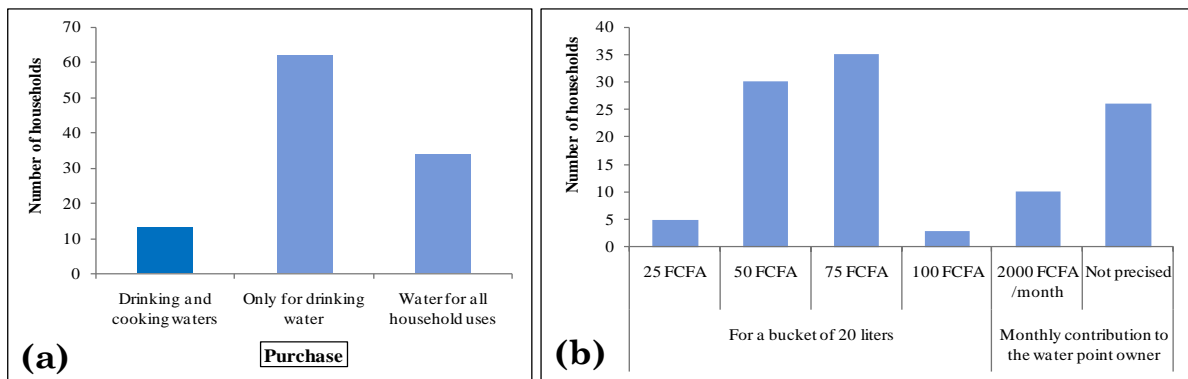 Number of households
70
60
50
40
30
20
10
0
Drinking and
cooking waters
Only for drinking
water
Water for all
household uses
Purchase
(a)
Number of households
40
35
30
25
20
15
10
5
0
25 FCFA
50 FCFA
75 FCFA
100 FCFA
2000 FCFA
/month
Not precised
For a bucket of 20 liters
Monthly contribution to
the water point owner
(b)